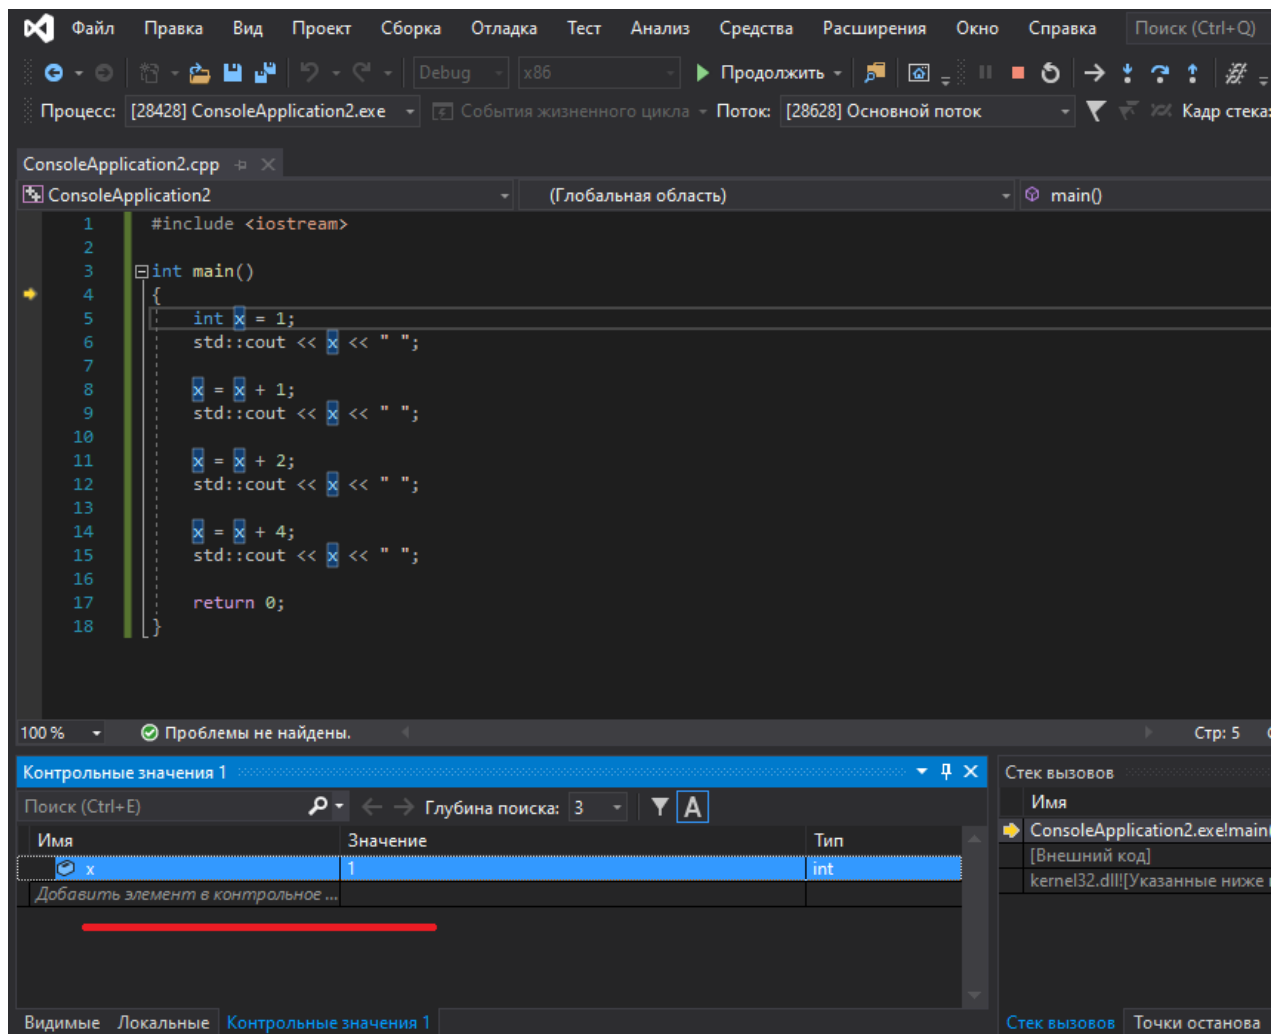 Файл Правка Вид Проект Сборка Отладка Тест Анализ Средства Расширения Окно Справка Поиск (Ctrl+Q)
Debug x86 Продолжить
Процесс: [28428] ConsoleApplication2.exe События жизненного цикла Поток: [28628] Основной поток Кадр стека:
ConsoleApplication2.cpp
ConsoleApplication2 (Глобальная область) main()
1 #include <iostream>
2
3 int main()
4 {
5 int x = 1;
6 std::cout << x << " ";
7
8 x = x + 1;
9 std::cout << x << " ";
10
11 x = x + 2;
12 std::cout << x << " ";
13
14 x = x + 4;
15 std::cout << x << " ";
16
17 return 0;
18 }
100 % Проблемы не найдены. Стр: 5
Контрольные значения 1
Поиск (Ctrl+E) Глубина поиска: 3 A
Имя Значение Тип
x 1 int
Добавить элемент в контрольное ...
Видимые Локальные Контрольные значения 1
Стек вызовов
Имя
ConsoleApplication2.exe!main(
[Внешний код]
kernel32.dll![Указанные ниже
Стек вызовов Точки останова